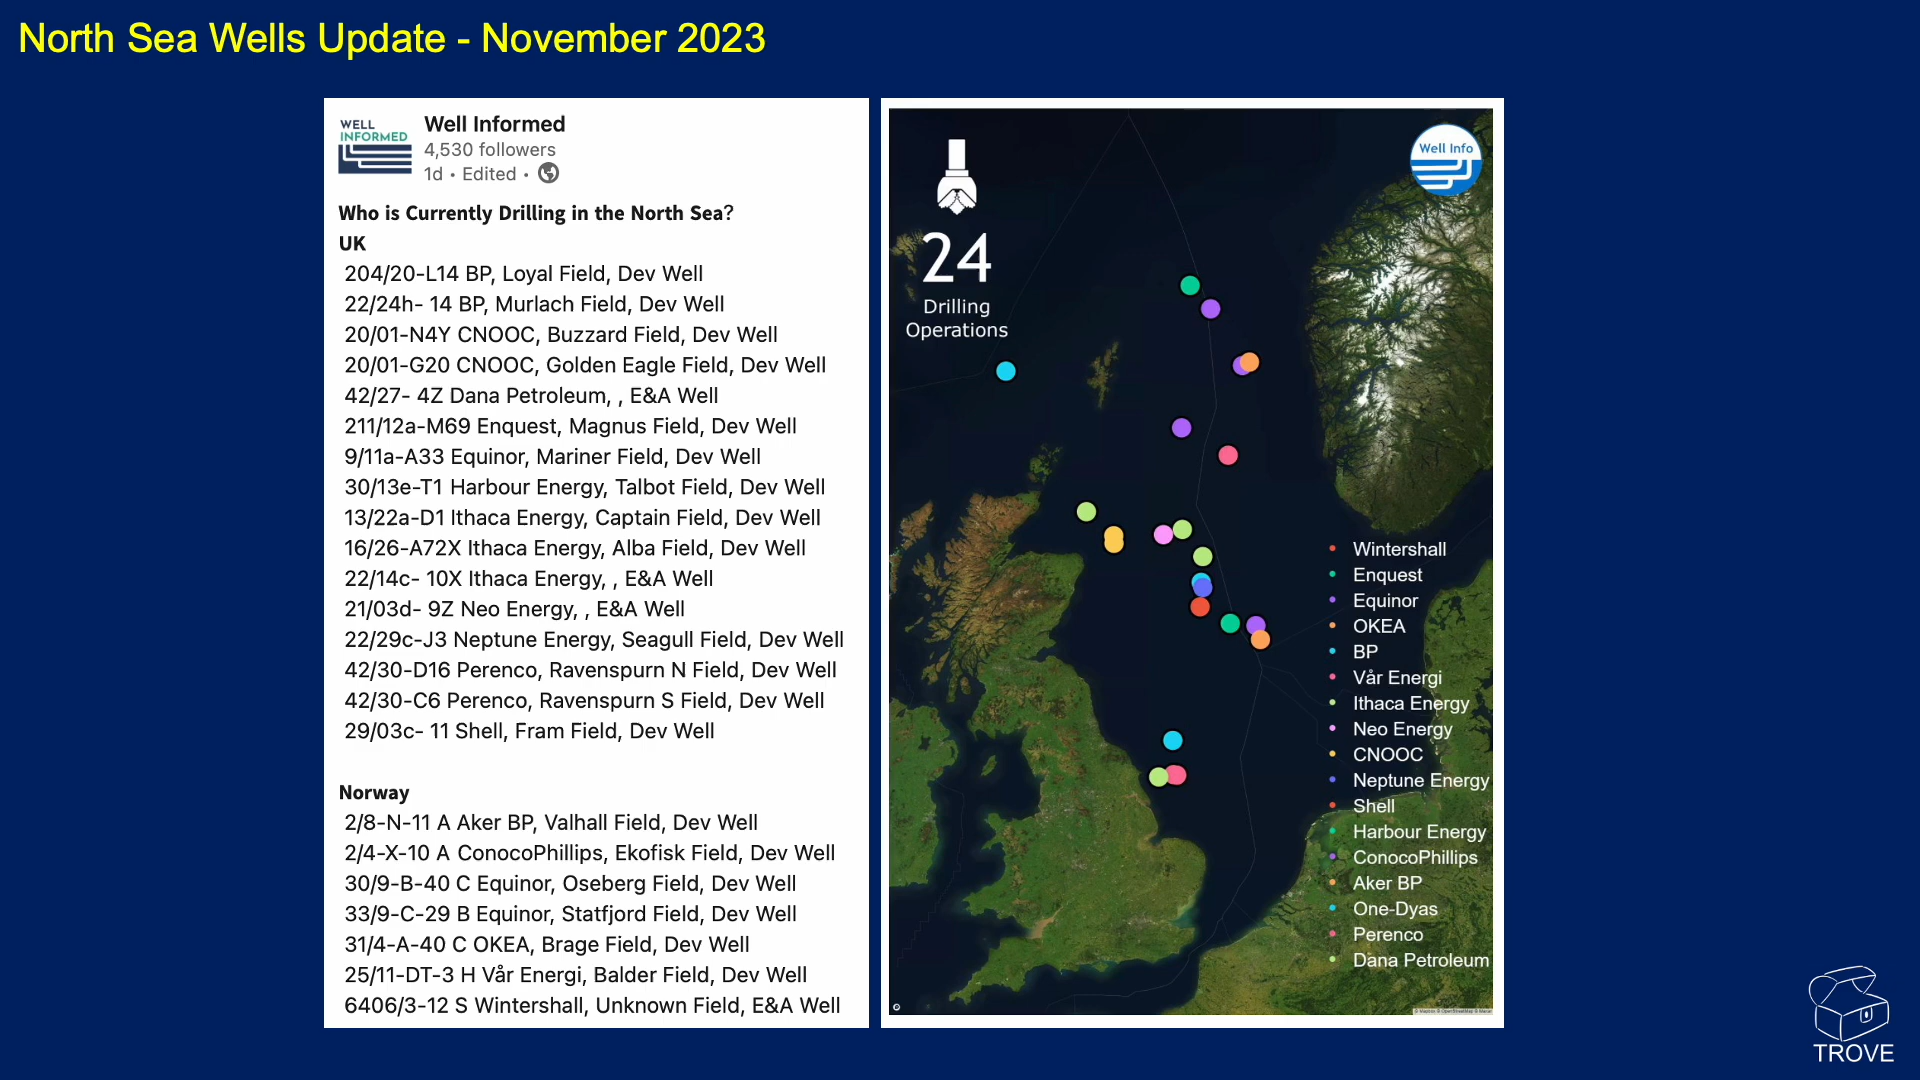 North Sea Wells Update - November 2023
WELL
INFORMED
Well Informed
4,530 followers
1d • Edited •
Who is Currently Drilling in the North Sea?
UK
204/20-L14 BP, Loyal Field, Dev Well
22/24h- 14 BP, Murlach Field, Dev Well
20/01-N4Y CNOOC, Buzzard Field, Dev Well
20/01-G20 CNOOC, Golden Eagle Field, Dev Well
42/27- 4Z Dana Petroleum, , E&A Well
211/12a-M69 Enquest, Magnus Field, Dev Well
9/11a-A33 Equinor, Mariner Field, Dev Well
30/13e-T1 Harbour Energy, Talbot Field, Dev Well
13/22a-D1 Ithaca Energy, Captain Field, Dev Well
16/26-A72X Ithaca Energy, Alba Field, Dev Well
22/14c- 10X Ithaca Energy, , E&A Well
21/03d- 9Z Neo Energy, , E&A Well
22/29c-J3 Neptune Energy, Seagull Field, Dev Well
42/30-D16 Perenco, Ravenspurn N Field, Dev Well
42/30-C6 Perenco, Ravenspurn S Field, Dev Well
29/03c- 11 Shell, Fram Field, Dev Well
Norway
2/8-N-11 A Aker BP, Valhall Field, Dev Well
2/4-X-10 A ConocoPhillips, Ekofisk Field, Dev Well
30/9-B-40 C Equinor, Oseberg Field, Dev Well
33/9-C-29 B Equinor, Statfjord Field, Dev Well
31/4-A-40 C OKEA, Brage Field, Dev Well
25/11-DT-3 H Vår Energi, Balder Field, Dev Well
6406/3-12 S Wintershall, Unknown Field, E&A Well
24
Drilling
Operations
Well Info
Wintershall
Enquest
Equinor
OKEA
BP
Vår Energi
Ithaca Energy
Neo Energy
CNOOC
Neptune Energy
Shell
Harbour Energy
ConocoPhillips
Aker BP
One-Dyas
Perenco
Dana Petroleum
TROVE